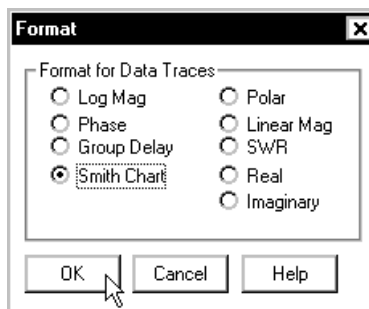 Format
Format for Data Traces
Log Mag
Phase
Group Delay
Smith Chart
Polar
Linear Mag
SWR
Real
Imaginary
OK
Cancel
Help